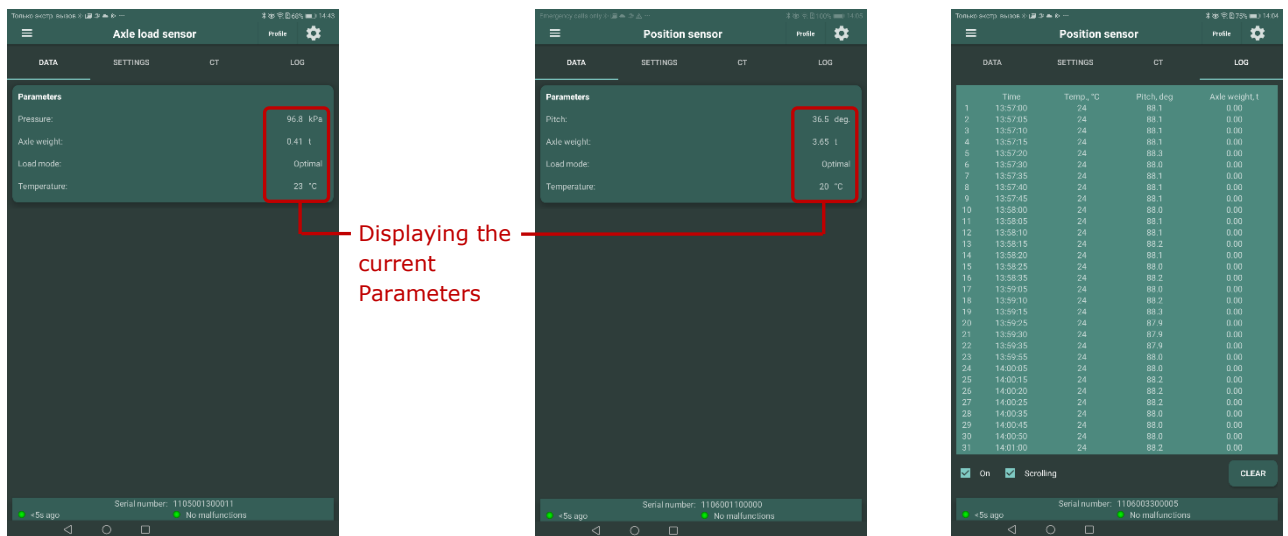 Только экстр. вызов 66% 14:43
Axle load sensor Profile
DATA SETTINGS CT LOG
Parameters
Pressure: 96.8 kPa
Axle weight: 0.41 t
Load mode: Optimal
Temperature: 23 °C
Serial number: 1105001300011
<5s ago No malfunctions
Displaying the
current
Parameters
Emergency calls only 100% 14:05
Position sensor Profile
DATA SETTINGS CT LOG
Parameters
Pitch: 36.5 deg.
Axle weight: 3.65 t
Load mode: Optimal
Temperature: 20 °C
Serial number: 1106001100000
<5s ago No malfunctions
Только экстр. вызов 75% 14:04
Position sensor Profile
DATA SETTINGS CT LOG
Time Temp., °C Pitch, deg Axle weight, t
1 13:57:00 24 88.1 0.00
2 13:57:05 24 88.1 0.00
3 13:57:10 24 88.1 0.00
4 13:57:15 24 88.1 0.00
5 13:57:20 24 88.3 0.00
6 13:57:30 24 88.0 0.00
7 13:57:35 24 88.1 0.00
8 13:57:40 24 88.1 0.00
9 13:57:45 24 88.1 0.00
10 13:58:00 24 88.0 0.00
11 13:58:05 24 88.1 0.00
12 13:58:10 24 88.1 0.00
13 13:58:15 24 88.2 0.00
14 13:58:20 24 88.1 0.00
15 13:58:25 24 88.0 0.00
16 13:58:35 24 88.2 0.00
17 13:59:05 24 88.0 0.00
18 13:59:10 24 88.2 0.00
19 13:59:15 24 88.3 0.00
20 13:59:25 24 87.9 0.00
21 13:59:30 24 87.9 0.00
22 13:59:35 24 87.9 0.00
23 13:59:55 24 88.0 0.00
24 14:00:05 24 88.0 0.00
25 14:00:15 24 88.2 0.00
26 14:00:20 24 88.2 0.00
27 14:00:25 24 88.2 0.00
28 14:00:35 24 88.0 0.00
29 14:00:45 24 88.0 0.00
30 14:00:50 24 88.0 0.00
31 14:01:00 24 88.2 0.00
On Scrolling CLEAR
Serial number: 1106003300005
<5s ago No malfunctions